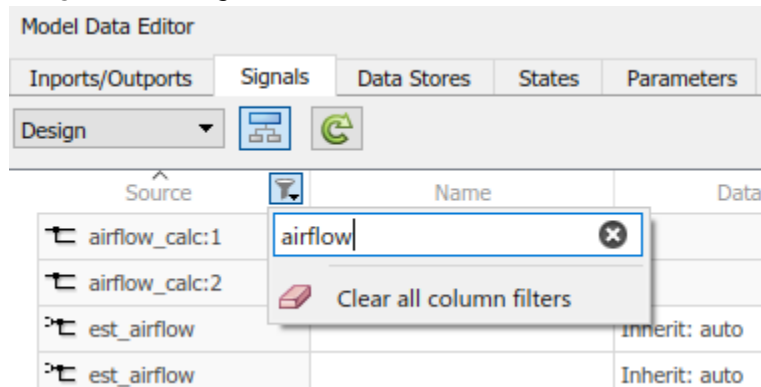 Model Data Editor
Inports/Outports Signals Data Stores States Parameters
Design
Source Name Data
airflow_calc:1 airflow
airflow_calc:2
Clear all column filters
est_airflow Inherit: auto
est_airflow Inherit: auto